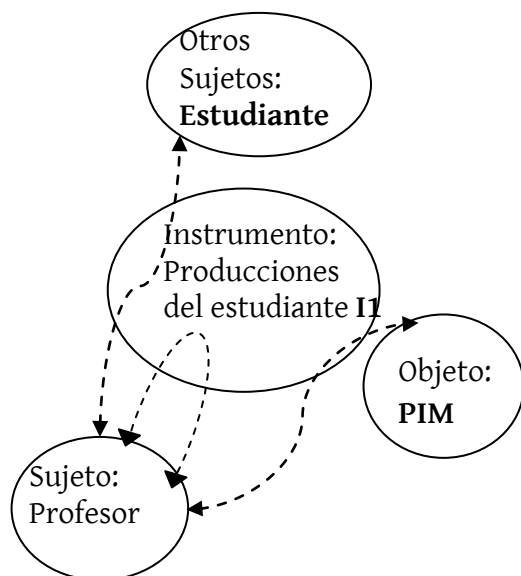 Otros
Sujetos:
Estudiante
Instrumento:
Producciones
del estudiante I1
Objeto:
PIM
Sujeto:
Profesor